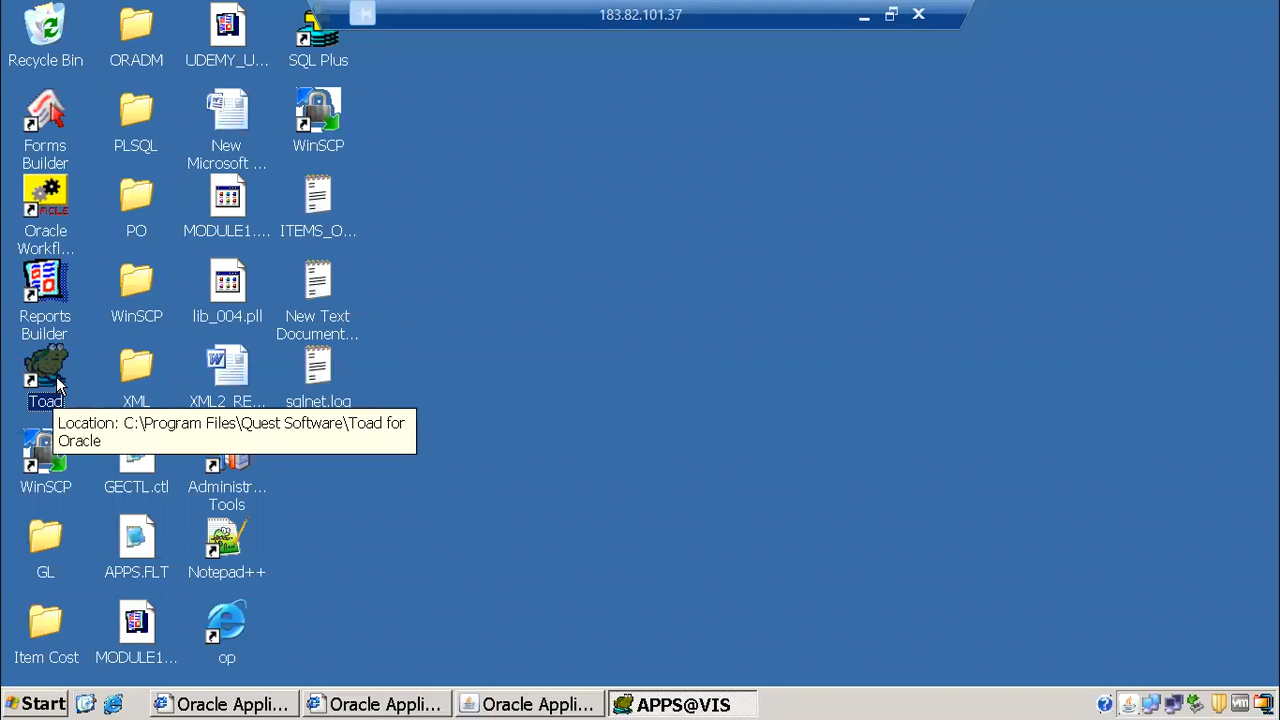 183.82.101.37
Recycle Bin
ORADM
UDEMY_U...
SQL Plus
Forms
Builder
PLSQL
New
Microsoft ...
WinSCP
ORACLE
Oracle
Workfl...
PO
MODULE1....
ITEMS_O...
Reports
Builder
WinSCP
lib_004.pll
New Text
Document...
Toad
XML
XML2_RE...
sqlnet.log
Location: C:\Program Files\Quest Software\Toad for
Oracle
WinSCP
GECTL.ctl
Administr...
Tools
GL
APPS.FLT
Notepad++
Item Cost
MODULE1...
op
Start
Oracle Appli...
Oracle Appli...
Oracle Appli...
APPS@VIS